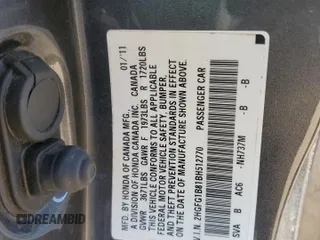 MFD. BY HONDA OF CANADA MFG., 01/11
A DIVISION OF HONDA CANADA INC. CANADA
GVWR 3671LBS GAWR F 1973LBS R 1720LBS
THIS VEHICLE CONFORMS TO ALL APPLICABLE
FEDERAL MOTOR VEHICLE SAFETY, BUMPER,
AND THEFT PREVENTION STANDARDS IN EFFECT
ON THE DATE OF MANUFACTURE SHOWN ABOVE.
V.I.N. 2HGFG1B81BH512770 PASSENGER CAR
SVA B AC6 -NH737M -B -B
DREAMBID